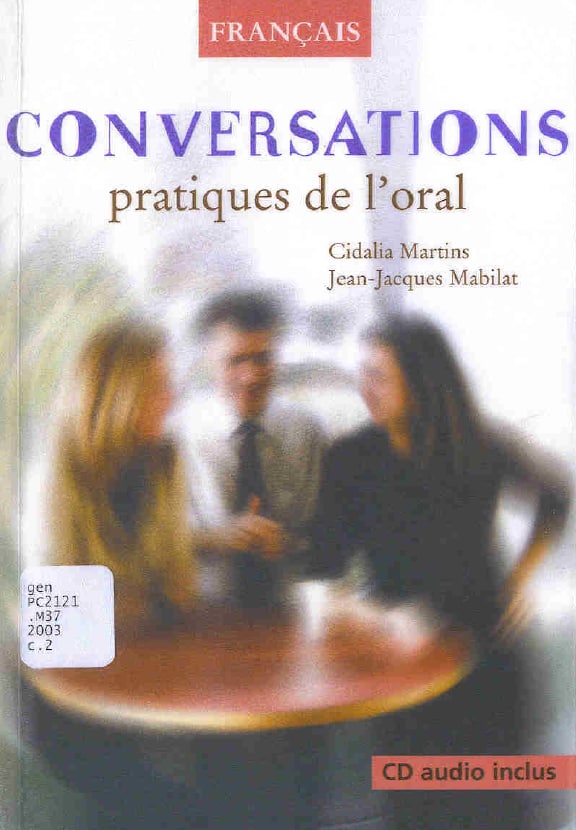 FRANÇAIS
CONVERSATIONS
pratiques de l'oral
Cidalia Martins
Jean-Jacques Mabilat
gen
PC2121
.M37
2003
c.2
CD audio inclus